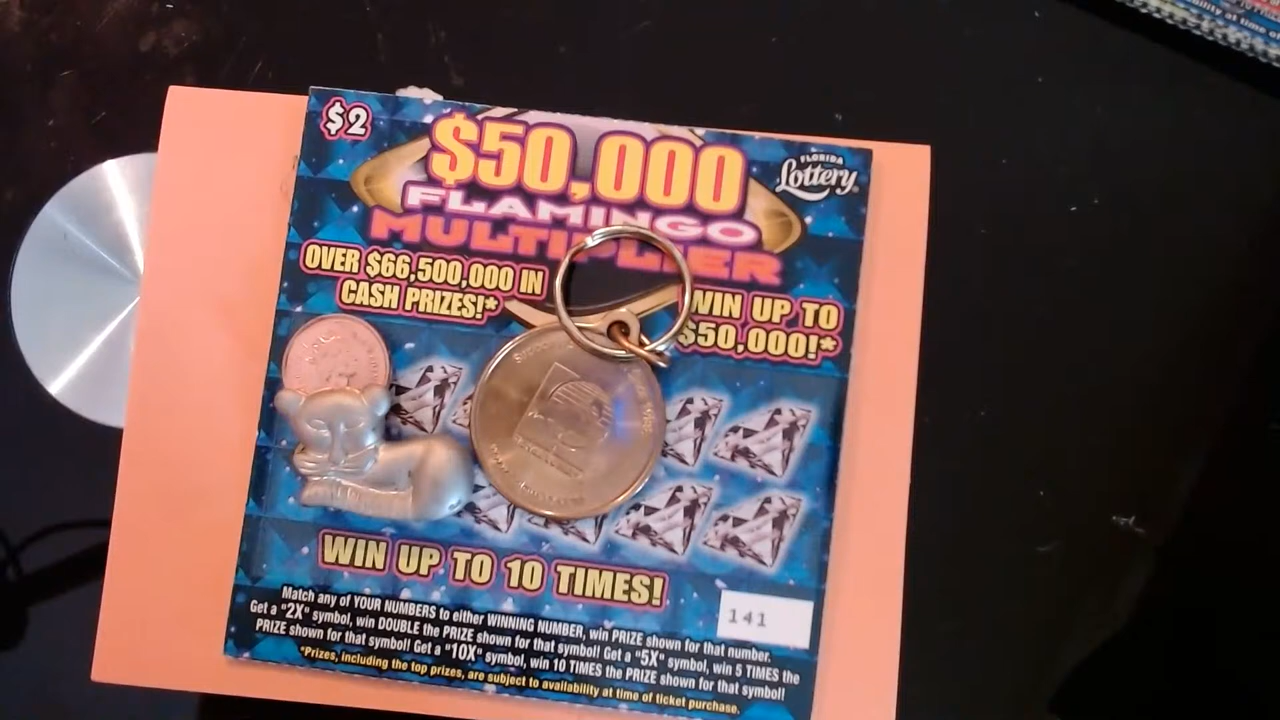 $2
$50,000
FLAMINGO
MULTIPLIER
FLORIDA
Lottery
OVER $66,500,000 IN
CASH PRIZES!*
WIN UP TO
$50,000!*
WIN UP TO 10 TIMES!
141
Match any of YOUR NUMBERS to either WINNING NUMBER, win PRIZE shown for that number.
Get a "2X" symbol, win DOUBLE the PRIZE shown for that symbol! Get a "5X" symbol, win 5 TIMES the
PRIZE shown for that symbol! Get a "10X" symbol, win 10 TIMES the PRIZE shown for that symbol!
*Prizes, including the top prizes, are subject to availability at time of ticket purchase.
at time of